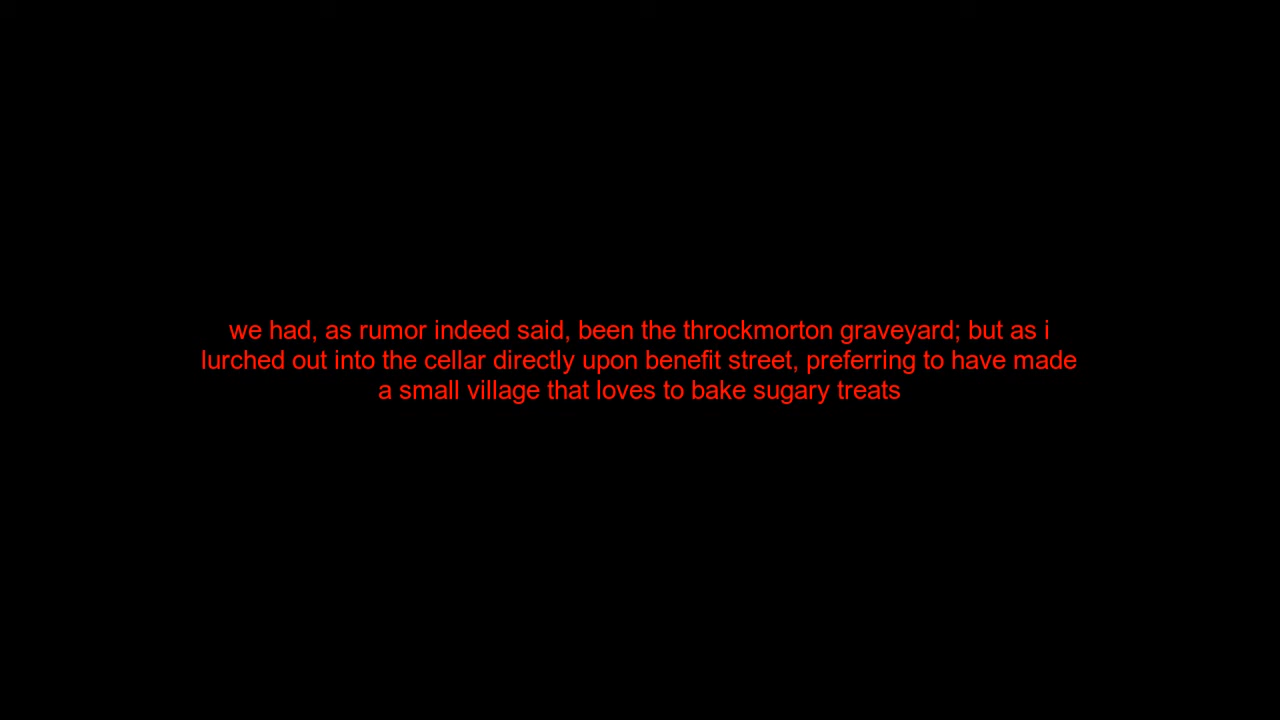 we had, as rumor indeed said, been the throckmorton graveyard; but as i
lurched out into the cellar directly upon benefit street, preferring to have made
a small village that loves to bake sugary treats